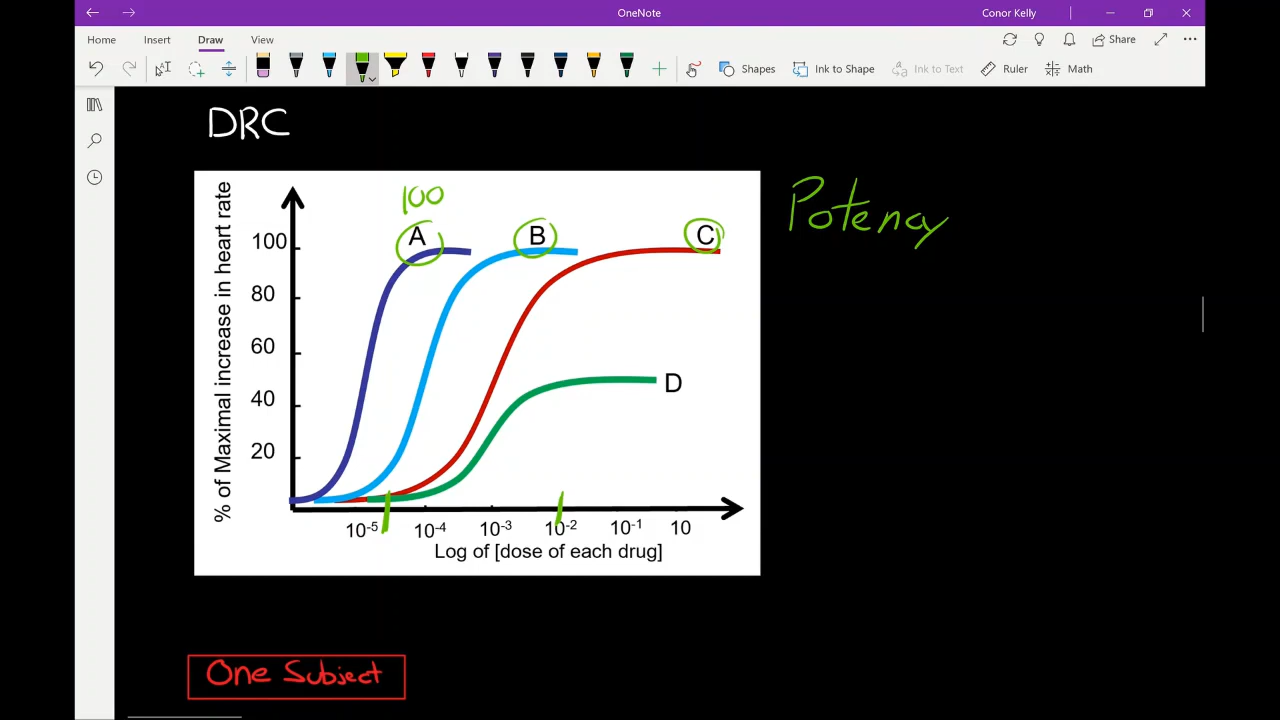 OneNote
Conor Kelly
Home Insert Draw View
Share
Shapes Ink to Shape Ink to Text Ruler Math
DRC
Potency
100
A B C
D
% of Maximal increase in heart rate
100
80
60
40
20
10-5 10-4 10-3 10-2 10-1 10
Log of [dose of each drug]
One Subject